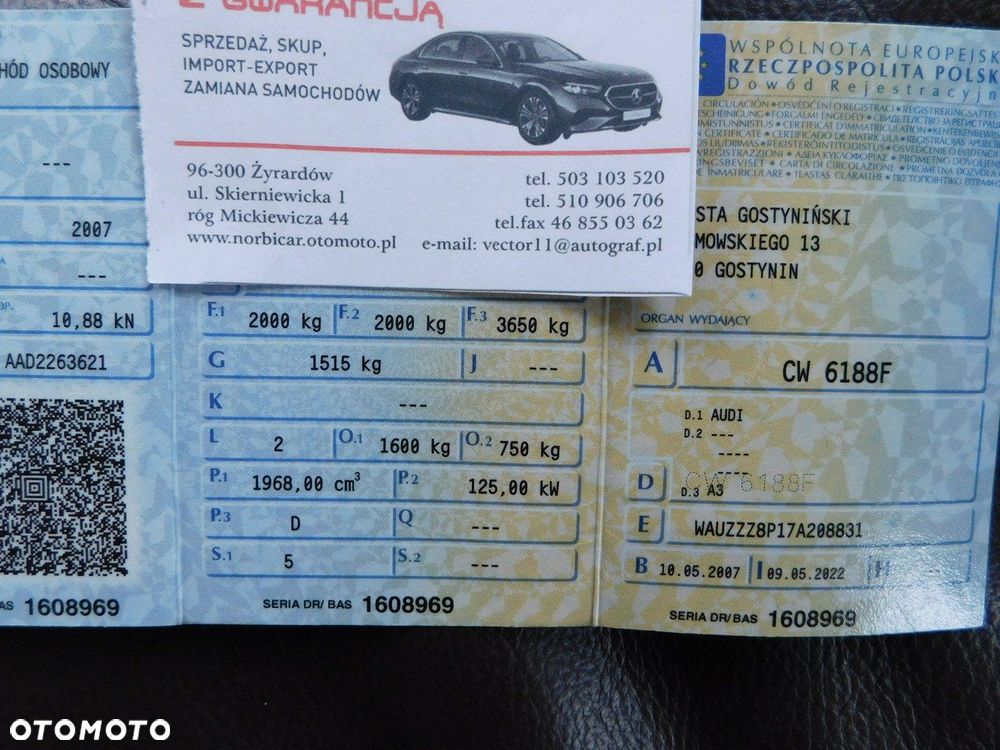 Z GWARANCJĄ
SPRZEDAŻ, SKUP,
IMPORT-EXPORT
ZAMIANA SAMOCHODÓW
96-300 Żyrardów
ul. Skierniewicka 1
róg Mickiewicza 44
www.norbicar.otomoto.pl
tel. 503 103 520
tel. 510 906 706
tel.fax 46 855 03 62
e-mail: vector11@autograf.pl
HÓD OSOBOWY
---
2007
---
10,88 kN
AAD2263621
AS 1608969
F.1 2000 kg F.2 2000 kg F.3 3650 kg
G 1515 kg J ---
K ---
L 2 O.1 1600 kg O.2 750 kg
P.1 1968,00 cm³ P.2 125,00 kW
P.3 D Q ---
S.1 5 S.2 ---
SERIA DR/ BAS 1608969
WSPÓLNOTA EUROPEJSK
RZECZPOSPOLITA POLSK
Dowód Rejestracyjn
STA GOSTYNIŃSKI
MOWSKIEGO 13
0 GOSTYNIN
ORGAN WYDAJĄCY
A CW 6188F
D.1 AUDI
D.2 ---
----
----
CW 6188F
D D.3 A3
E WAUZZZ8P17A208831
B 10.05.2007 I 09.05.2022 H ---
SERIA DR/ BAS 1608969
OTOMOTO